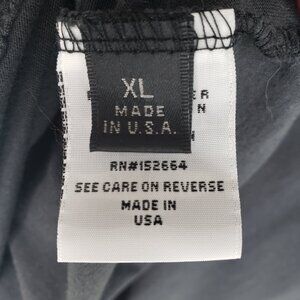 XL
MADE
IN U.S.A.
RN#152664
SEE CARE ON REVERSE
MADE IN
USA